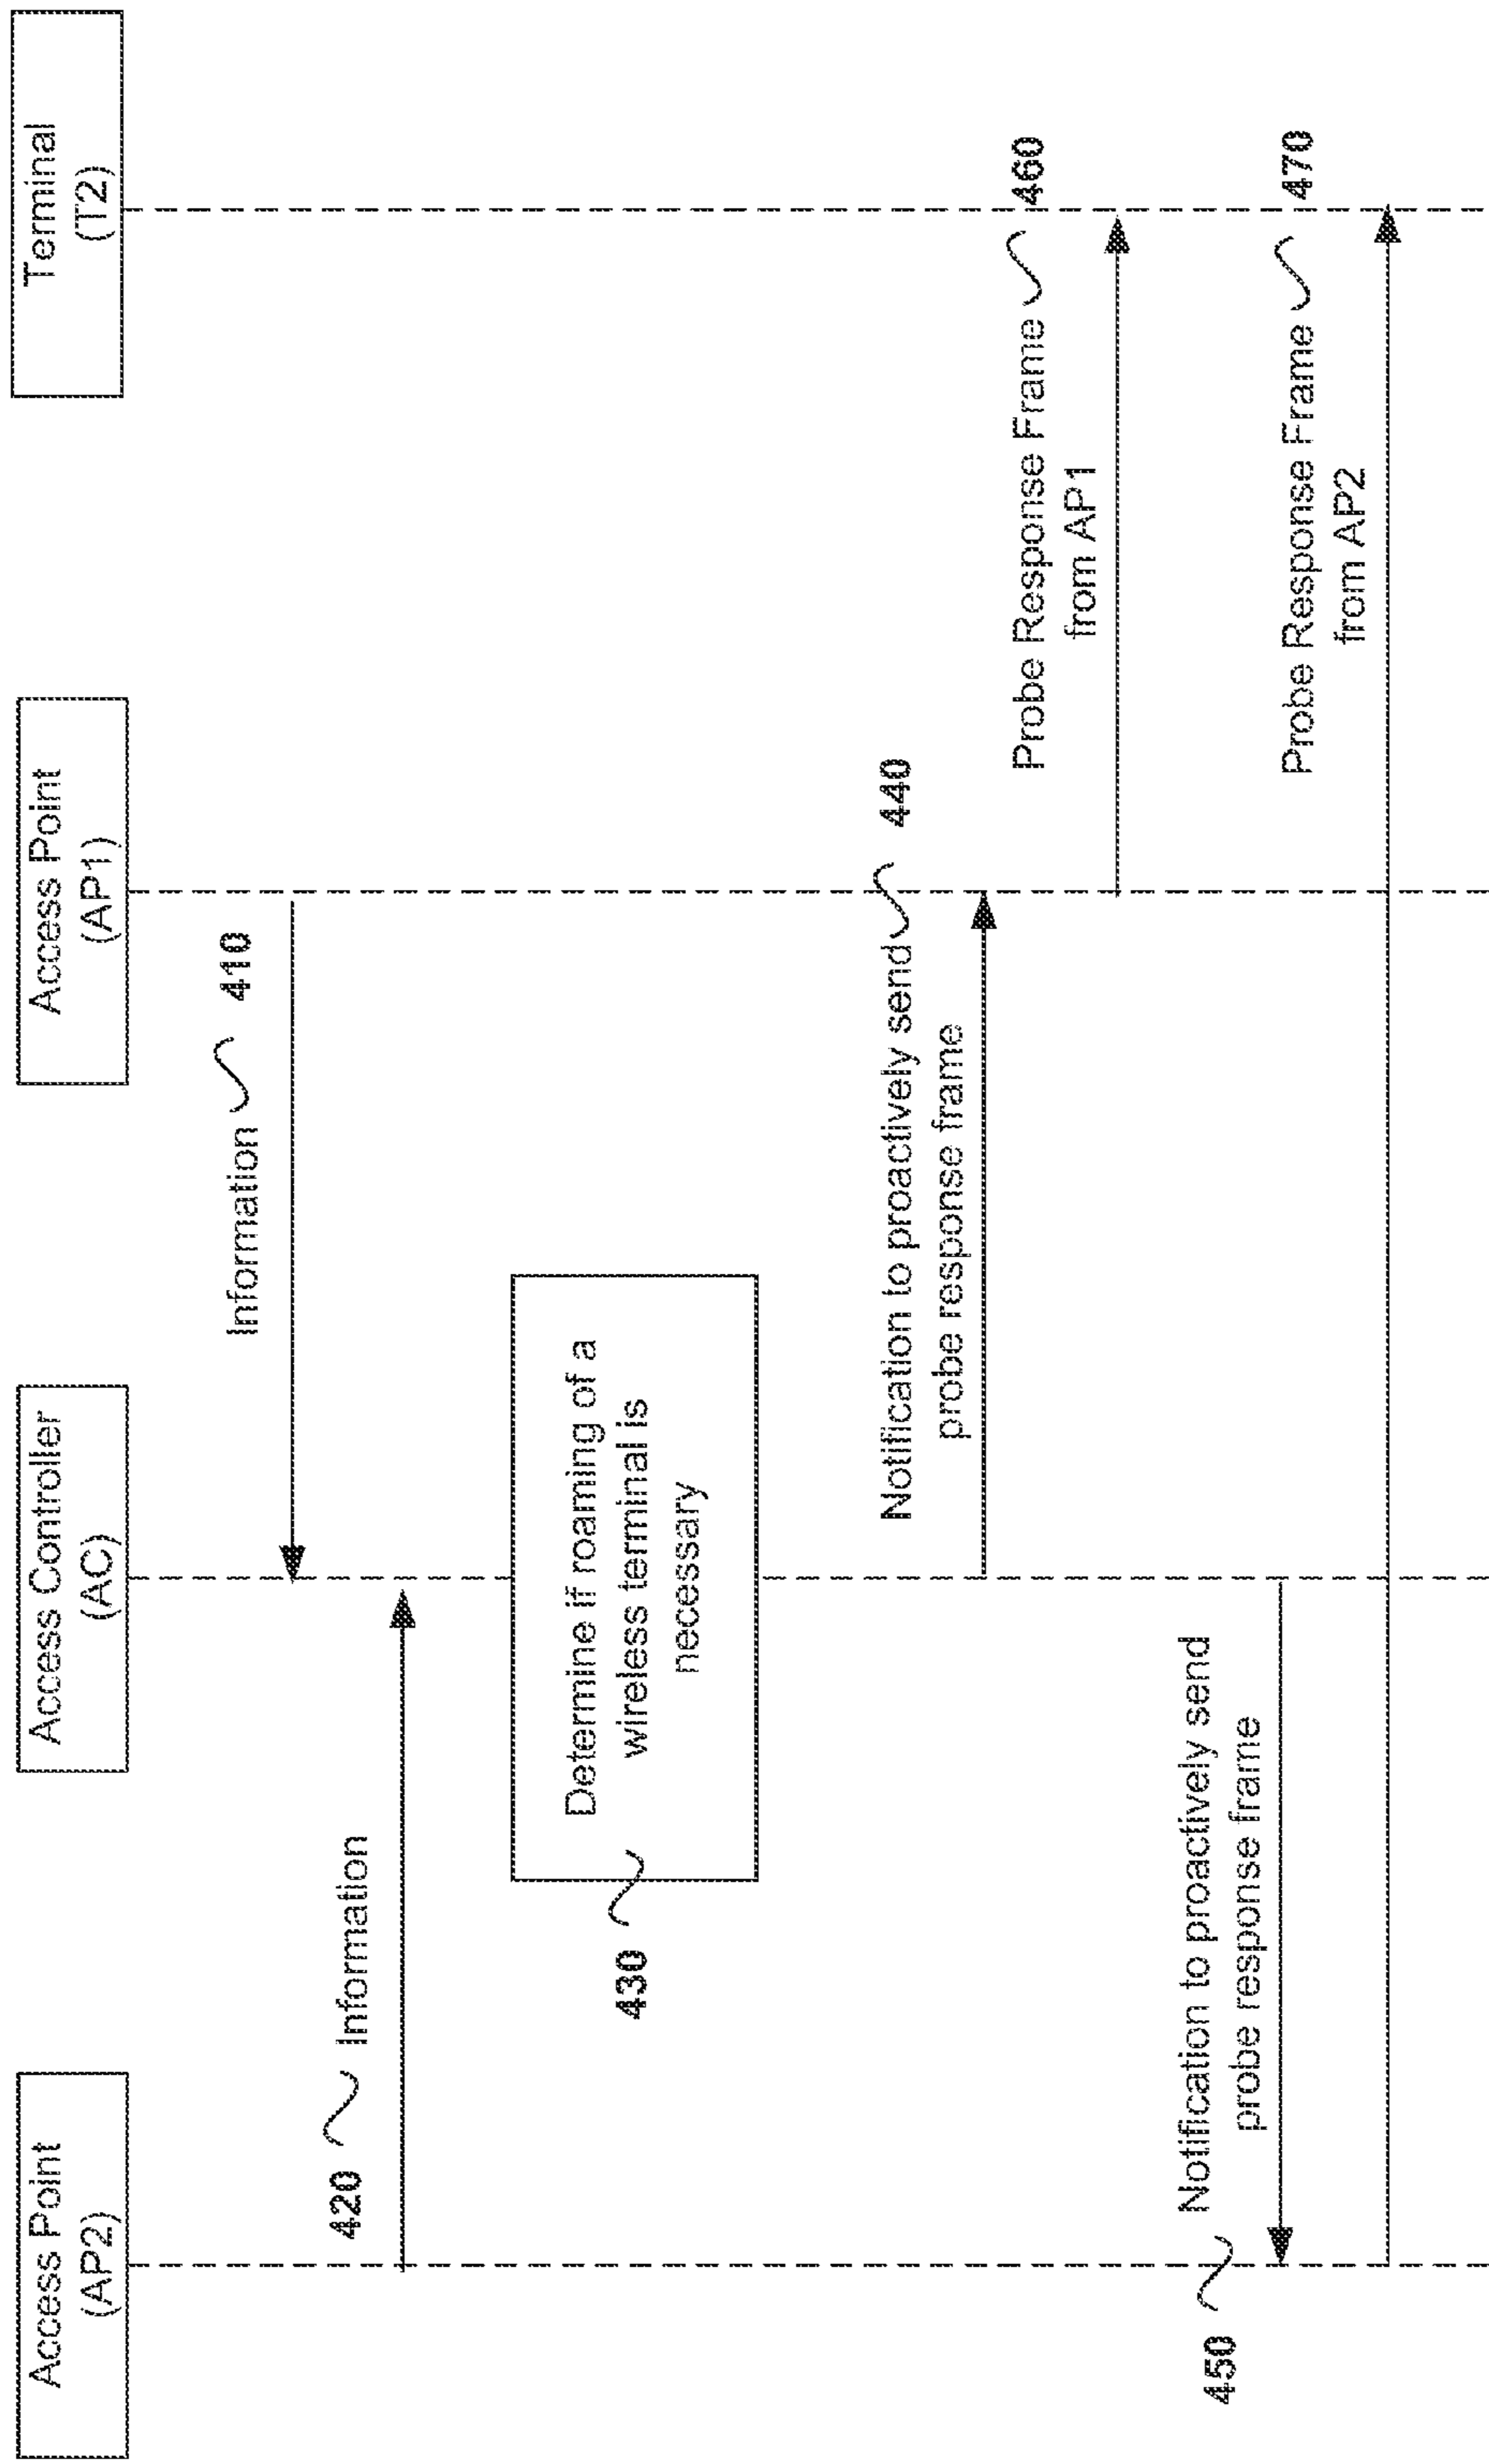 Access Point
(AP2)
Access Controller
(AC)
Access Point
(AP1)
Terminal
(T2)
Information 410
420 Information
430
Determine if roaming of a
wireless terminal is
necessary
Notification to proactively send 440
probe response frame
Probe Response Frame 460
from AP1
450 Notification to proactively send
probe response frame
Probe Response Frame 470
from AP2